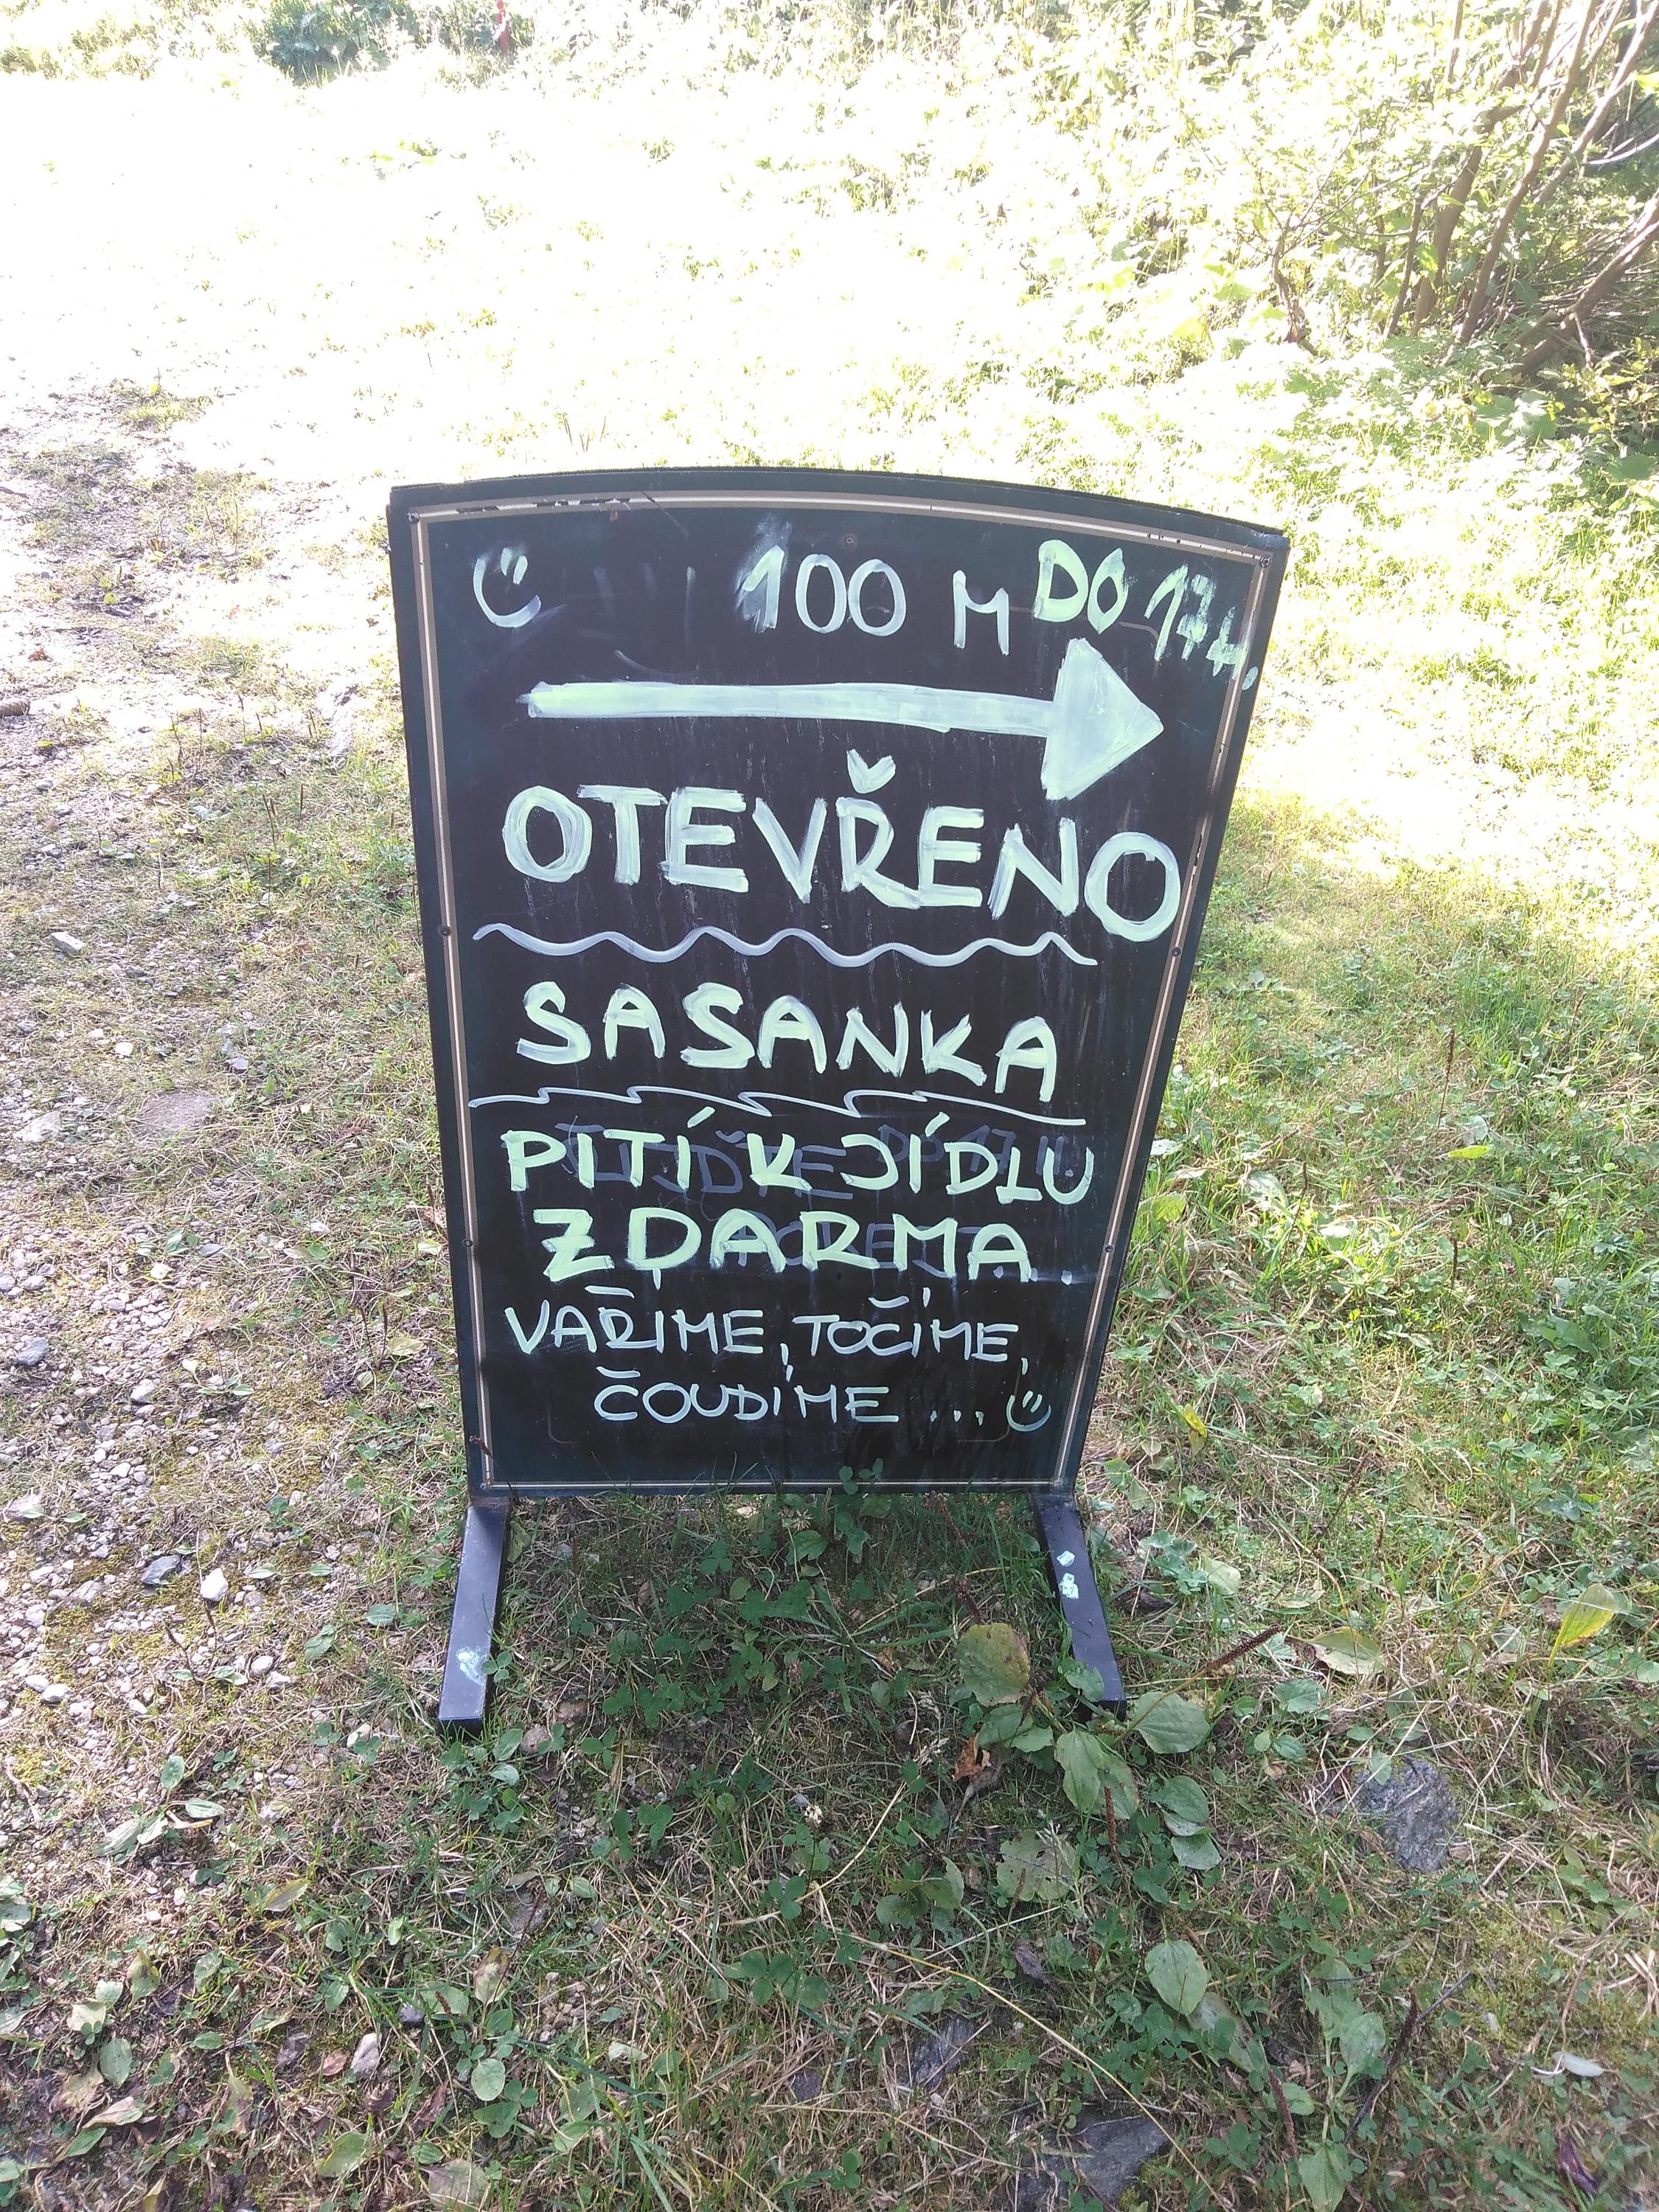 100 M DO 17 H.
OTEVŘENO
SASANKA
PITÍ K JÍDLU
ZDARMA
VAŘÍME, TOČÍME,
ČOUDÍME ...